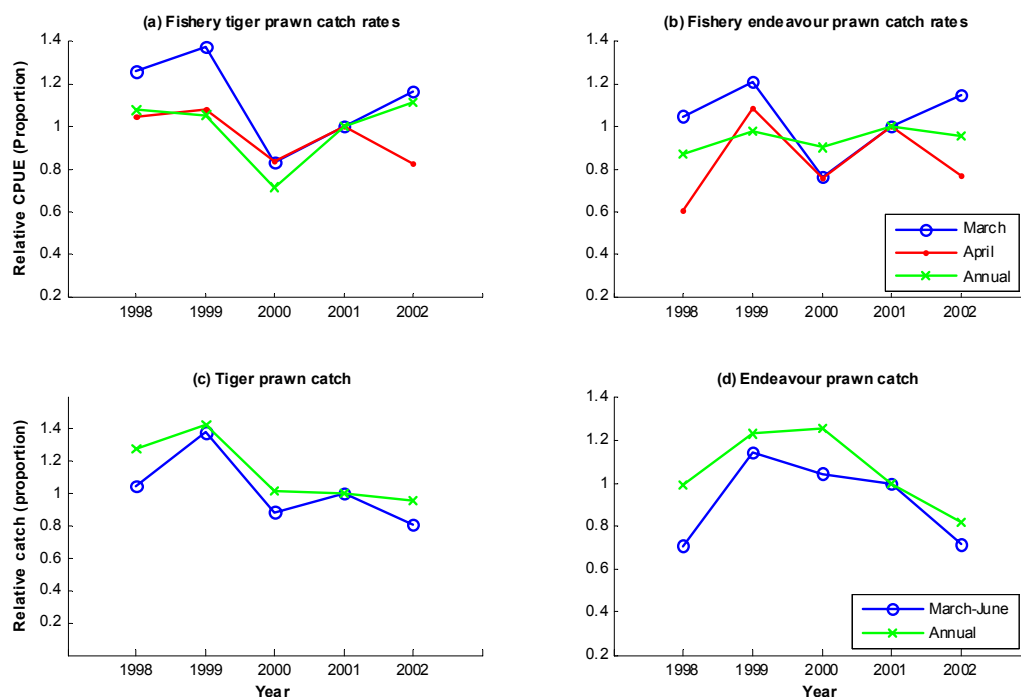 (a) Fishery tiger prawn catch rates
1.4
1.2
1
0.8
0.6
0.4
0.2
Relative CPUE (Proportion)
1998 1999 2000 2001 2002
(b) Fishery endeavour prawn catch rates
1.4
1.2
1
0.8
0.6
0.4
0.2
1998 1999 2000 2001 2002
March
April
Annual
(c) Tiger prawn catch
1.4
1.2
1
0.8
0.6
0.4
0.2
Relative catch (proportion)
1998 1999 2000 2001 2002
Year
(d) Endeavour prawn catch
1.4
1.2
1
0.8
0.6
0.4
0.2
1998 1999 2000 2001 2002
Year
March-June
Annual